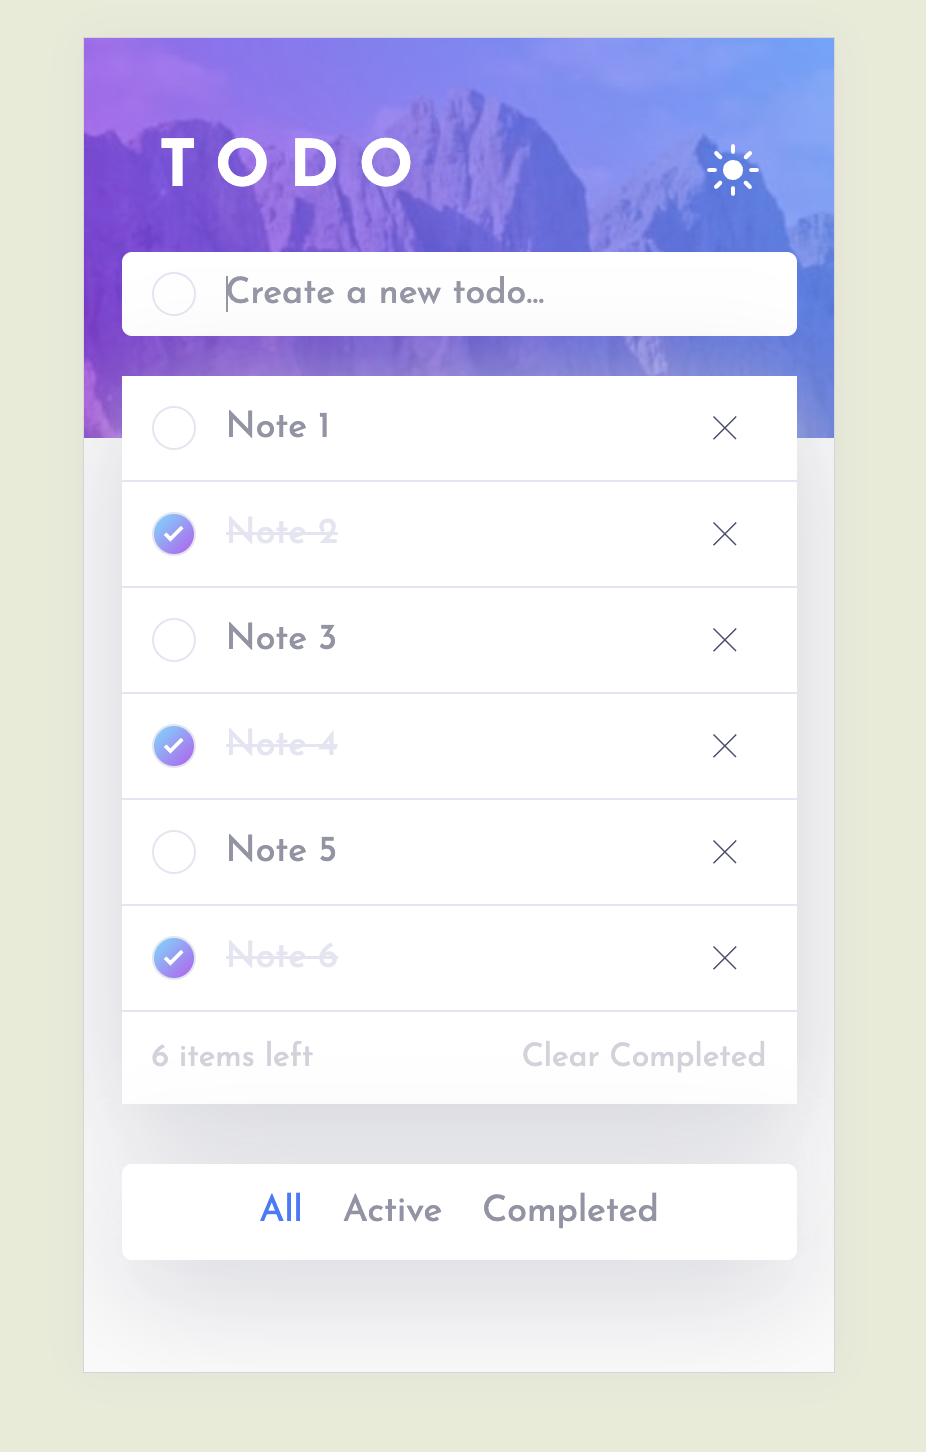 TODO
Create a new todo...
Note 1
Note 2
Note 3
Note 4
Note 5
Note 6
6 items left Clear Completed
All Active Completed